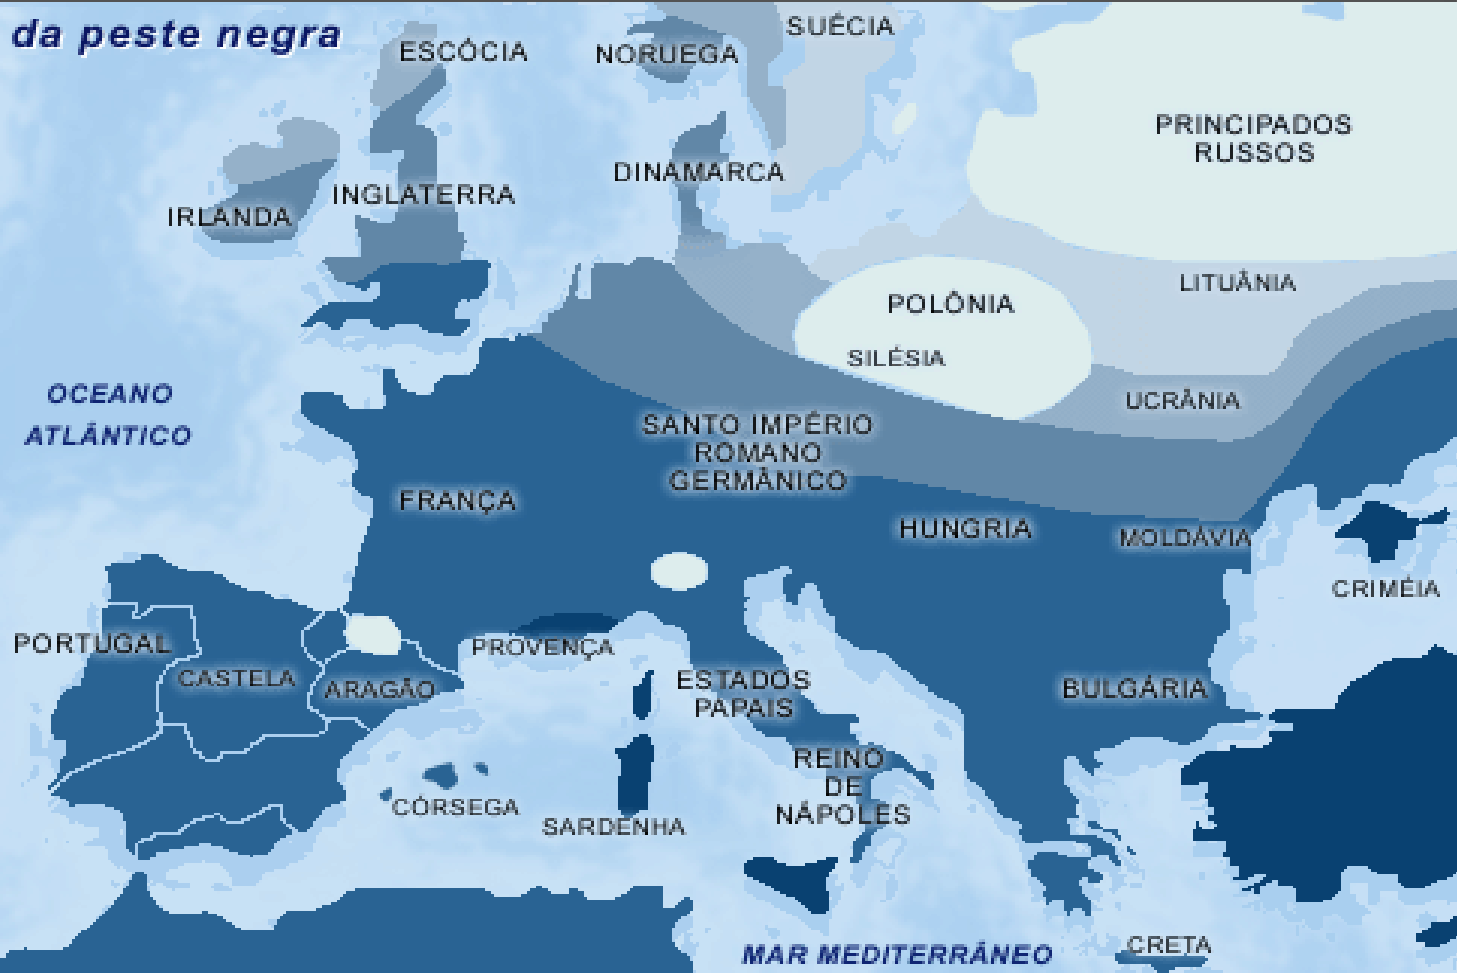 da peste negra
ESCÓCIA
NORUEGA
SUÉCIA
PRINCIPADOS
RUSSOS
DINAMARCA
INGLATERRA
IRLANDA
LITUÂNIA
POLÔNIA
SILÉSIA
OCEANO
ATLÂNTICO
UCRÂNIA
SANTO IMPÉRIO
ROMANO
GERMÂNICO
FRANÇA
HUNGRIA
MOLDÁVIA
CRIMÉIA
PORTUGAL
CASTELA
ARAGÃO
PROVENÇA
ESTADOS
PAPAIS
BULGÁRIA
REINO
DE
NÁPOLES
CÓRSEGA
SARDENHA
MAR MEDITERRÂNEO
CRETA